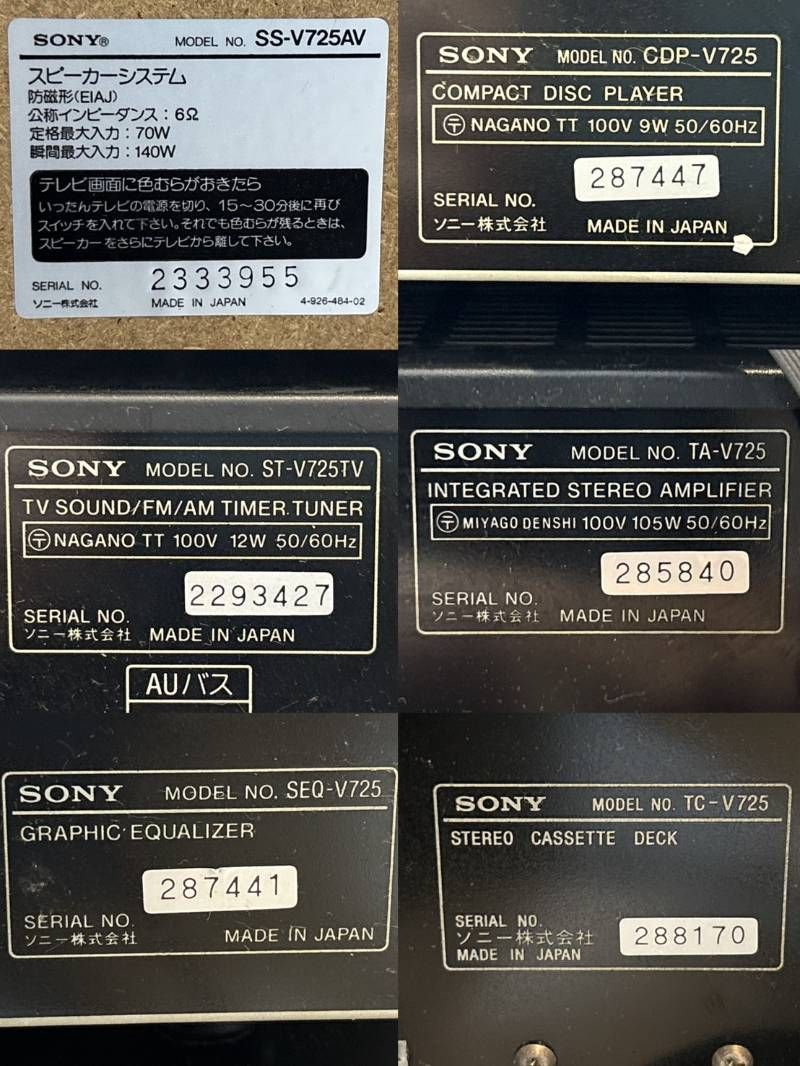 SONY® MODEL NO. SS-V725AV
スピーカーシステム
防磁形(EIAJ)
公称インピーダンス:6Ω
定格最大入力:70W
瞬間最大入力:140W
テレビ画面に色むらがおきたら
いったんテレビの電源を切り、15〜30分後に再び
スイッチを入れて下さい。それでも色むらが残るときは、
スピーカーをさらにテレビから離して下さい。
SERIAL NO. 2333955
ソニー株式会社 MADE IN JAPAN 4-926-484-02
SONY MODEL NO. CDP-V725
COMPACT DISC PLAYER
〶 NAGANO TT 100V 9W 50/60Hz
287447
SERIAL NO.
ソニー株式会社 MADE IN JAPAN
SONY MODEL NO. ST-V725TV
TV SOUND/FM/AM TIMER TUNER
〶 NAGANO TT 100V 12W 50/60Hz
2293427
SERIAL NO.
ソニー株式会社 MADE IN JAPAN
AUバス
SONY MODEL NO. TA-V725
INTEGRATED STEREO AMPLIFIER
〶 MIYAGO DENSHI 100V 105W 50/60Hz
285840
SERIAL NO.
ソニー株式会社 MADE IN JAPAN
SONY MODEL NO. SEQ-V725
GRAPHIC EQUALIZER
287441
SERIAL NO.
ソニー株式会社 MADE IN JAPAN
SONY MODEL NO. TC-V725
STEREO CASSETTE DECK
SERIAL NO.
ソニー株式会社 288170
MADE IN JAPAN